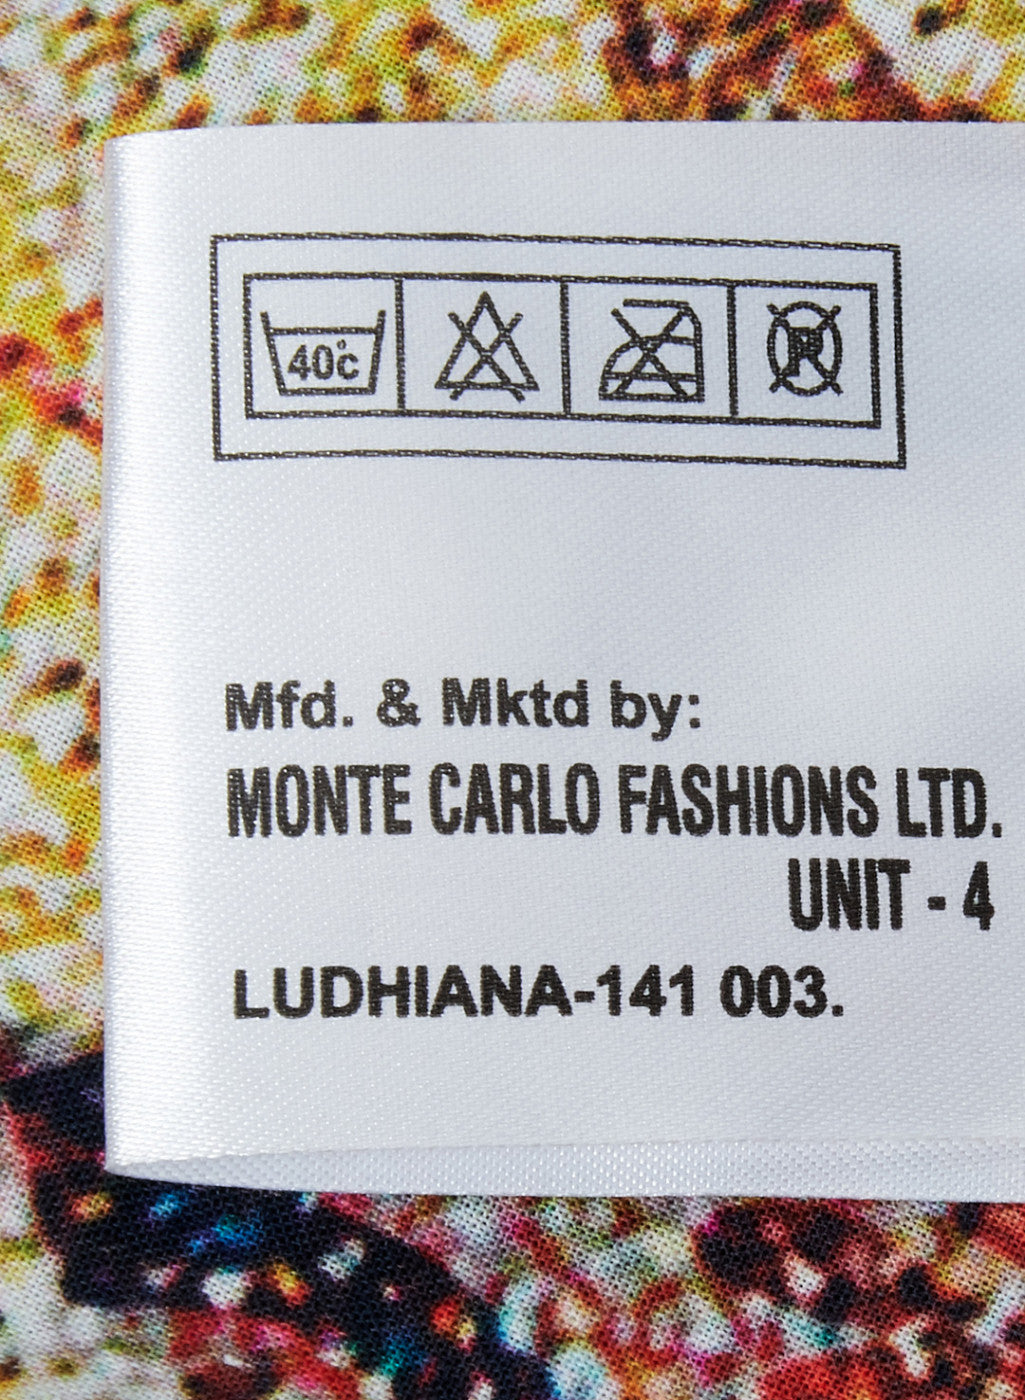 40°c
Mfd. & Mktd by:
MONTE CARLO FASHIONS LTD.
UNIT - 4
LUDHIANA-141 003.